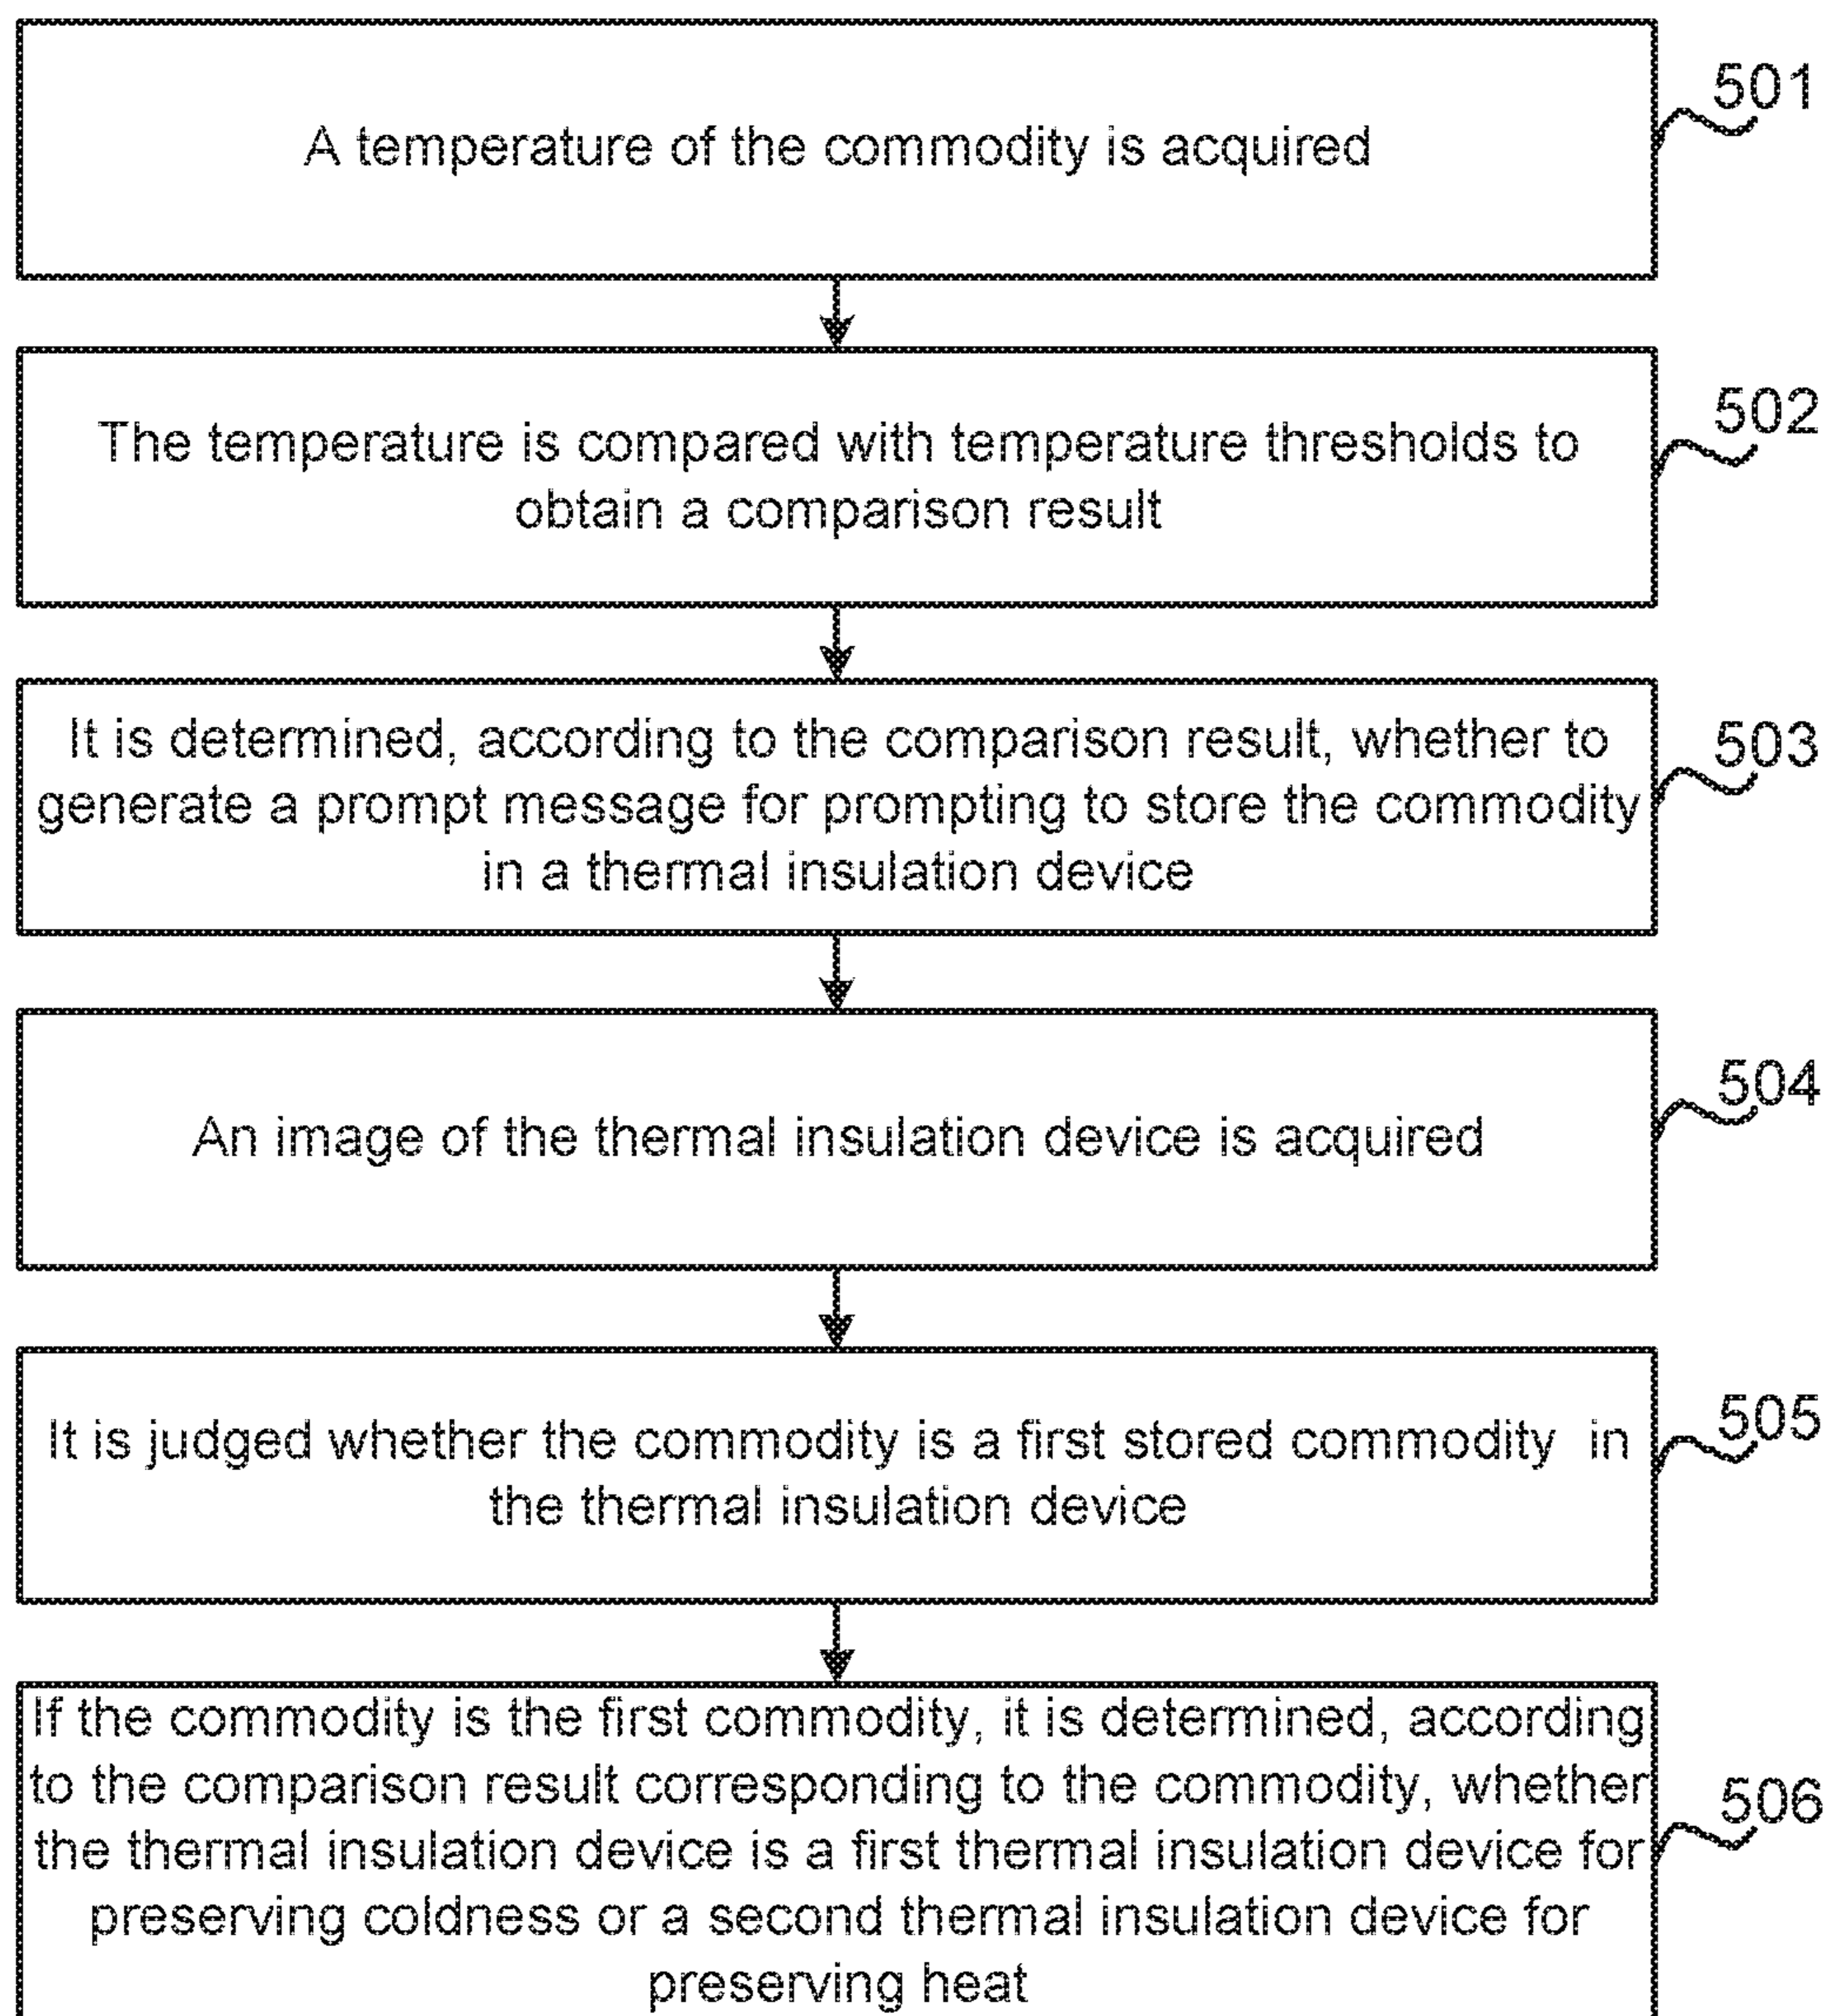 501
A temperature of the commodity is acquired
502
The temperature is compared with temperature thresholds to
obtain a comparison result
503
It is determined, according to the comparison result, whether to
generate a prompt message for prompting to store the commodity
in a thermal insulation device
504
An image of the thermal insulation device is acquired
505
It is judged whether the commodity is a first stored commodity in
the thermal insulation device
506
If the commodity is the first commodity, it is determined, according
to the comparison result corresponding to the commodity, whether
the thermal insulation device is a first thermal insulation device for
preserving coldness or a second thermal insulation device for
preserving heat